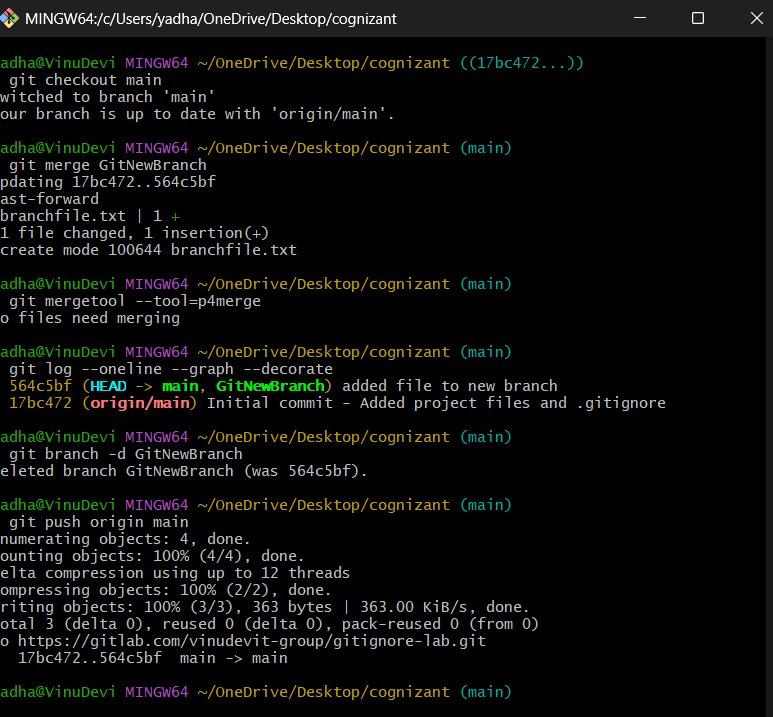 MINGW64:/c/Users/yadha/OneDrive/Desktop/cognizant
adha@VinuDevi MINGW64 ~/OneDrive/Desktop/cognizant ((17bc472...))
git checkout main
witched to branch 'main'
our branch is up to date with 'origin/main'.
adha@VinuDevi MINGW64 ~/OneDrive/Desktop/cognizant (main)
git merge GitNewBranch
pdating 17bc472..564c5bf
ast-forward
branchfile.txt | 1 +
1 file changed, 1 insertion(+)
create mode 100644 branchfile.txt
adha@VinuDevi MINGW64 ~/OneDrive/Desktop/cognizant (main)
git mergetool --tool=p4merge
o files need merging
adha@VinuDevi MINGW64 ~/OneDrive/Desktop/cognizant (main)
git log --oneline --graph --decorate
564c5bf (HEAD -> main, GitNewBranch) added file to new branch
17bc472 (origin/main) Initial commit - Added project files and .gitignore
adha@VinuDevi MINGW64 ~/OneDrive/Desktop/cognizant (main)
git branch -d GitNewBranch
eleted branch GitNewBranch (was 564c5bf).
adha@VinuDevi MINGW64 ~/OneDrive/Desktop/cognizant (main)
git push origin main
numerating objects: 4, done.
ounting objects: 100% (4/4), done.
elta compression using up to 12 threads
ompressing objects: 100% (2/2), done.
riting objects: 100% (3/3), 363 bytes | 363.00 KiB/s, done.
otal 3 (delta 0), reused 0 (delta 0), pack-reused 0 (from 0)
o https://gitlab.com/vinudevit-group/gitignore-lab.git
17bc472..564c5bf  main -> main
adha@VinuDevi MINGW64 ~/OneDrive/Desktop/cognizant (main)